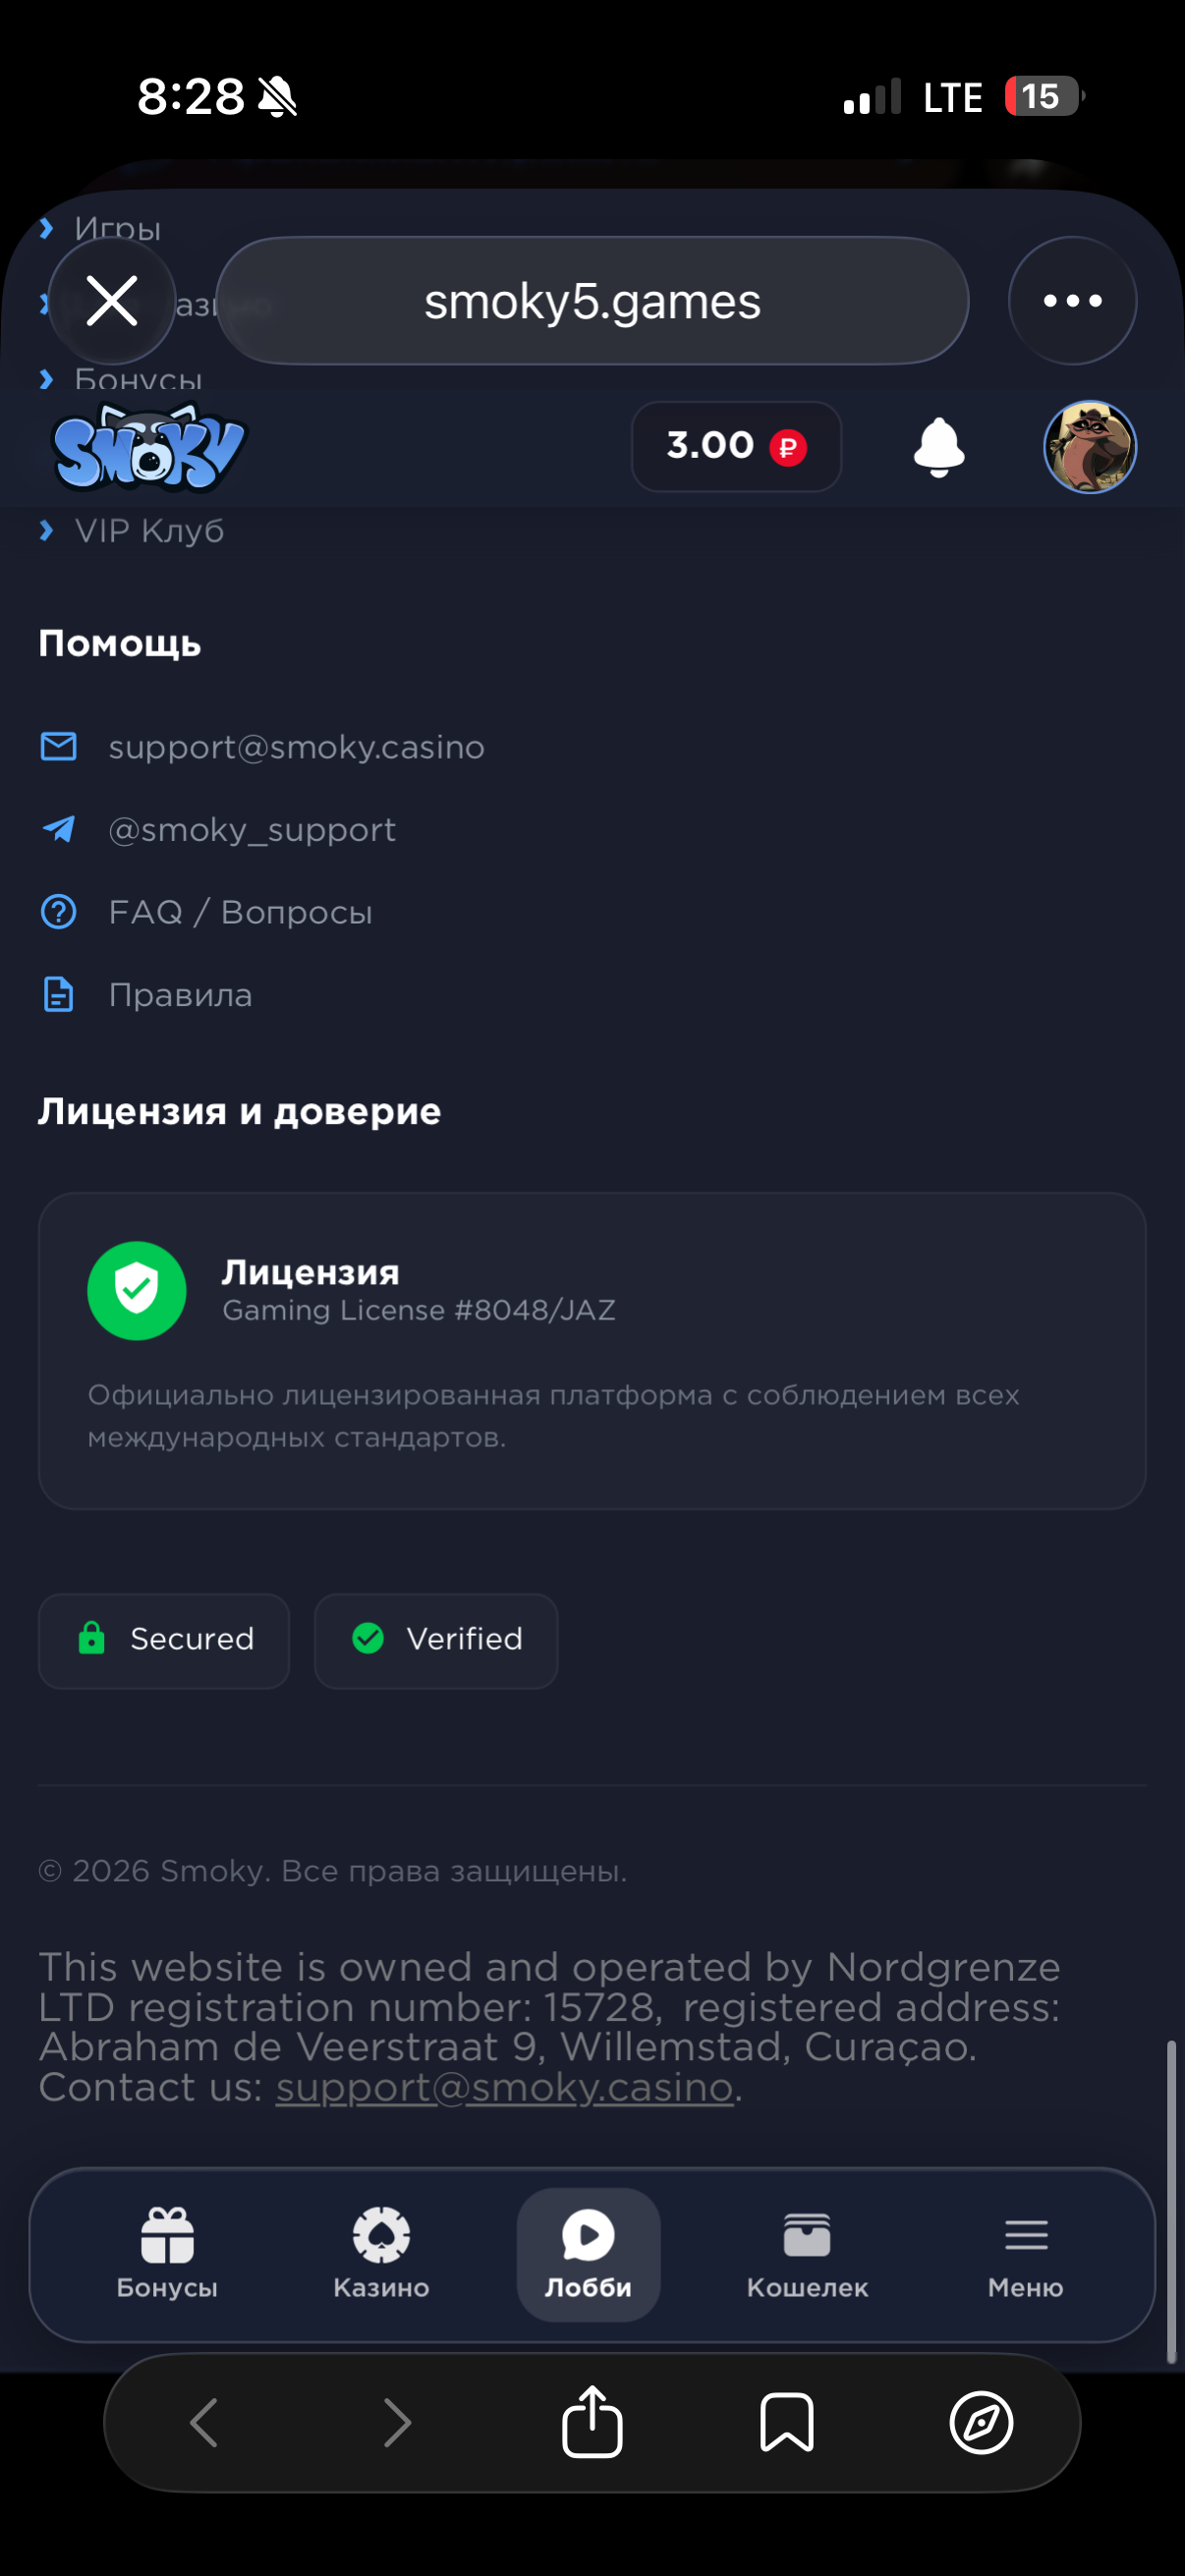 8:28
LTE
15
Игры
smoky5.games
Бонусы
SMOKY
3.00 ₽
VIP Клуб
Помощь
support@smoky.casino
@smoky_support
FAQ / Вопросы
Правила
Лицензия и доверие
Лицензия
Gaming License #8048/JAZ
Официально лицензированная платформа с соблюдением всех
международных стандартов.
Secured
Verified
© 2026 Smoky. Все права защищены.
This website is owned and operated by Nordgrenze
LTD registration number: 15728, registered address:
Abraham de Veerstraat 9, Willemstad, Curaçao.
Contact us: support@smoky.casino.
Бонусы
Казино
Лобби
Кошелек
Меню